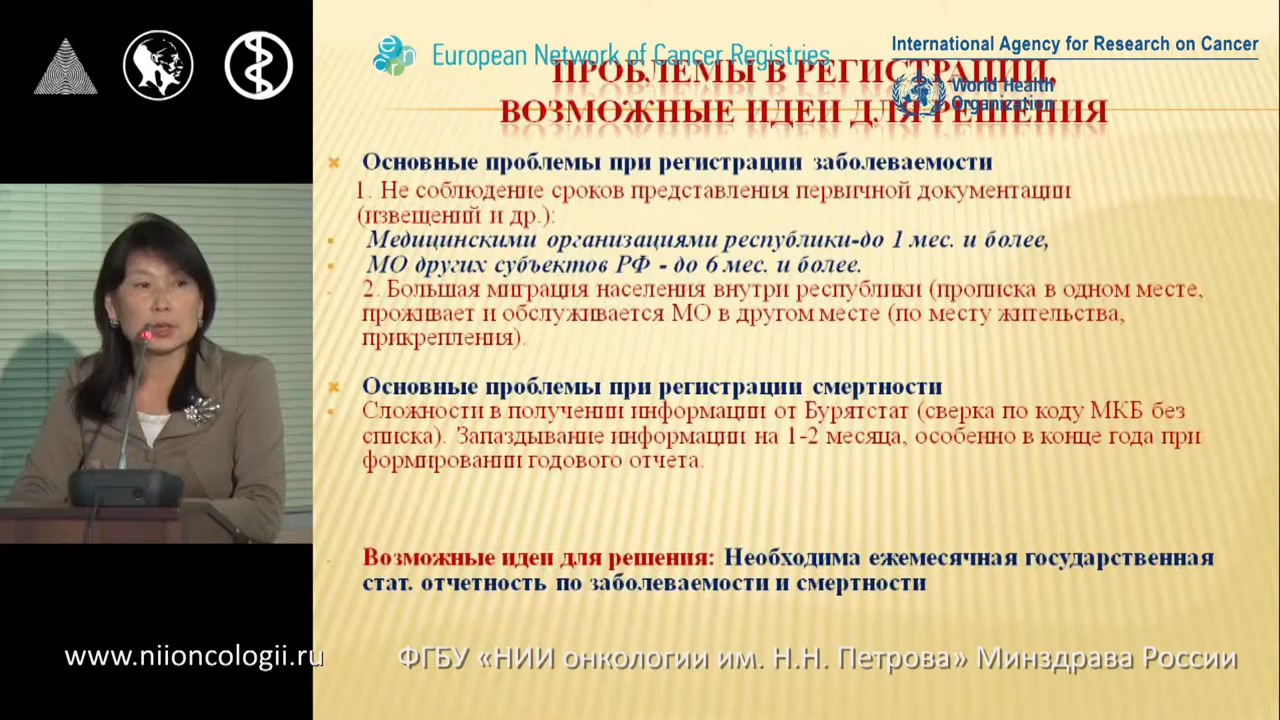 European Network of Cancer Registries
International Agency for Research on Cancer
World Health
Organization
ПРОБЛЕМЫ В РЕГИСТРАЦИИ.
ВОЗМОЖНЫЕ ИДЕИ ДЛЯ РЕШЕНИЯ
Основные проблемы при регистрации заболеваемости
1. Не соблюдение сроков представления первичной документации
(извещений и др.):
Медицинскими организациями республики-до 1 мес. и более,
МО других субъектов РФ - до 6 мес. и более.
2. Большая миграция населения внутри республики (прописка в одном месте,
проживает и обслуживается МО в другом месте (по месту жительства,
прикрепления).
Основные проблемы при регистрации смертности
Сложности в получении информации от Бурятстат (сверка по коду МКБ без
списка). Запаздывание информации на 1-2 месяца, особенно в конце года при
формировании годового отчета.
Возможные идеи для решения: Необходима ежемесячная государственная
стат. отчетность по заболеваемости и смертности
www.niioncologii.ru
ФГБУ «НИИ онкологии им. Н.Н. Петрова» Минздрава России